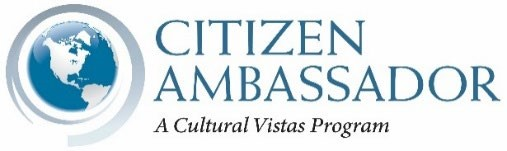 CITIZEN
AMBASSADOR
A Cultural Vistas Program